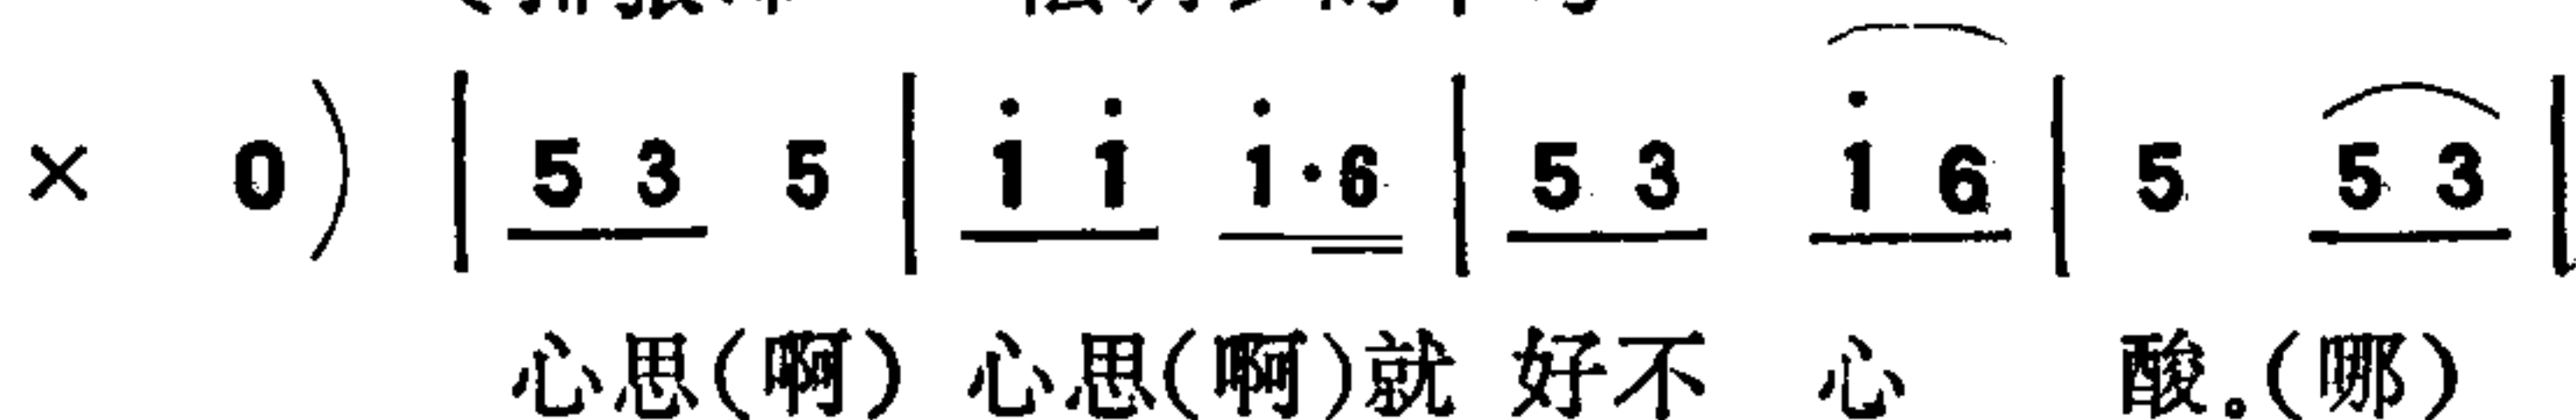 × 0) | 5 3 5 | i i i·6 | 5 3 i 6 | 5 5 3 |
心思(啊) 心思(啊)就 好不 心 酸。(哪)